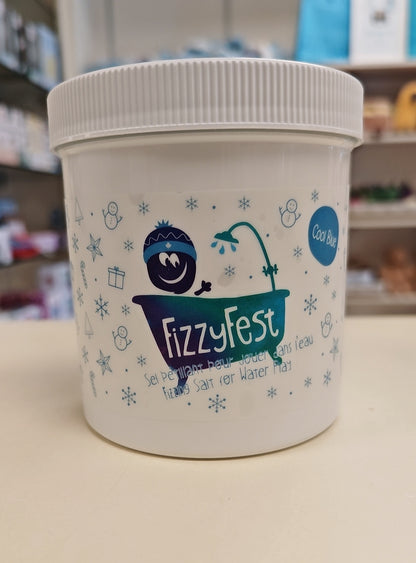 Cool Blue
FizzyFest
Sel Pétillant pour Jouer dans l'eau
Fizzing Salt for Water Play